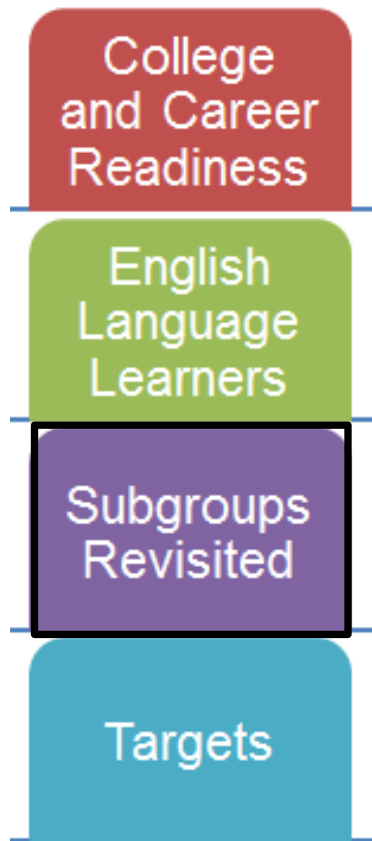 College
and Career
Readiness
English
Language
Learners
Subgroups
Revisited
Targets